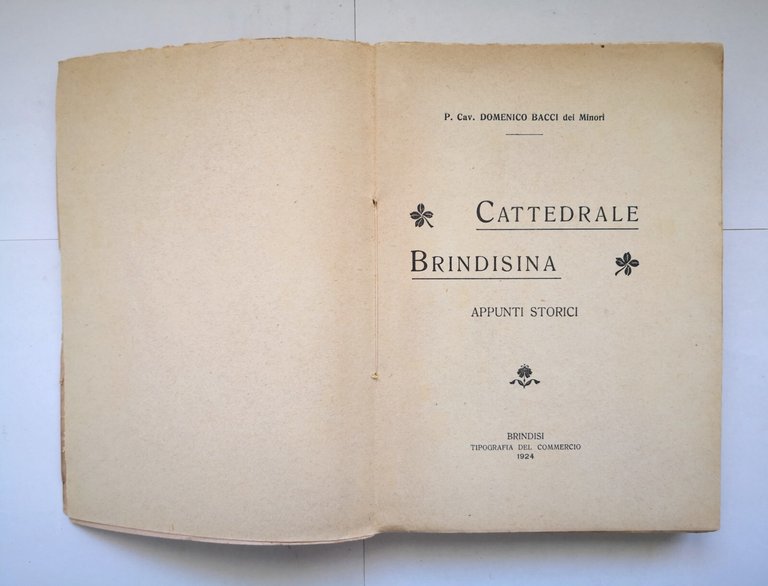 P. Cav. DOMENICO BACCI dei Minori
CATTEDRALE
BRINDISINA
APPUNTI STORICI
BRINDISI
TIPOGRAFIA DEL COMMERCIO
1924